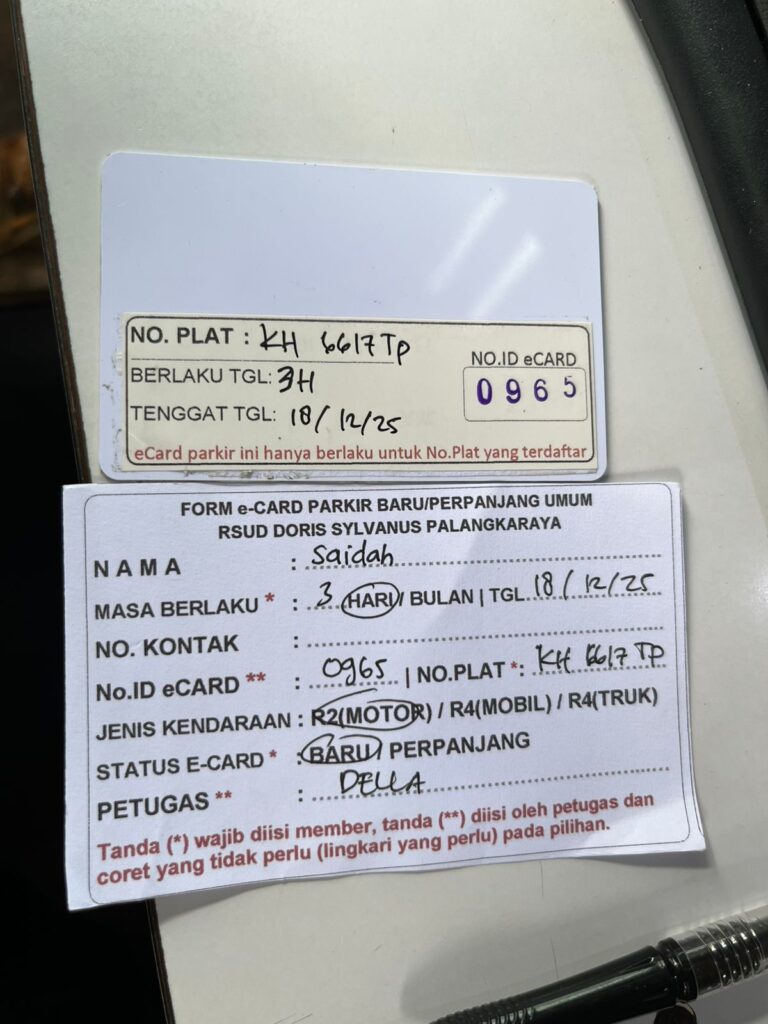 NO. PLAT : KH 6617 TP
BERLAKU TGL: 3H
NO.ID eCARD
0965
TENGGAT TGL: 18/12/25
eCard parkir ini hanya berlaku untuk No.Plat yang terdaftar
FORM e-CARD PARKIR BARU/PERPANJANG UMUM
RSUD DORIS SYLVANUS PALANGKARAYA
NAMA : Saidah
MASA BERLAKU * : 3 HARI / BULAN | TGL 18/12/25
NO. KONTAK :
No.ID eCARD ** : 0965 | NO.PLAT *: KH 6617 TP
JENIS KENDARAAN : R2(MOTOR) / R4(MOBIL) / R4(TRUK)
STATUS E-CARD * : BARU / PERPANJANG
PETUGAS ** : DELLA
Tanda (*) wajib diisi member, tanda (**) diisi oleh petugas dan
coret yang tidak perlu (lingkari yang perlu) pada pilihan.